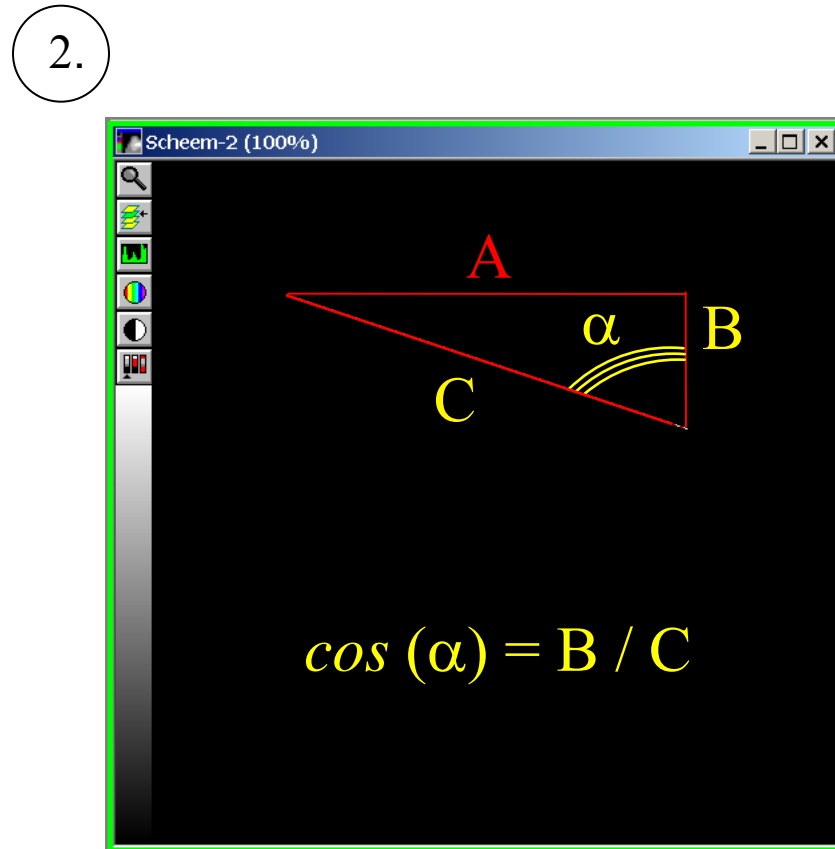 2.
Scheem-2 (100%)
A
α
B
C
cos (α) = B / C